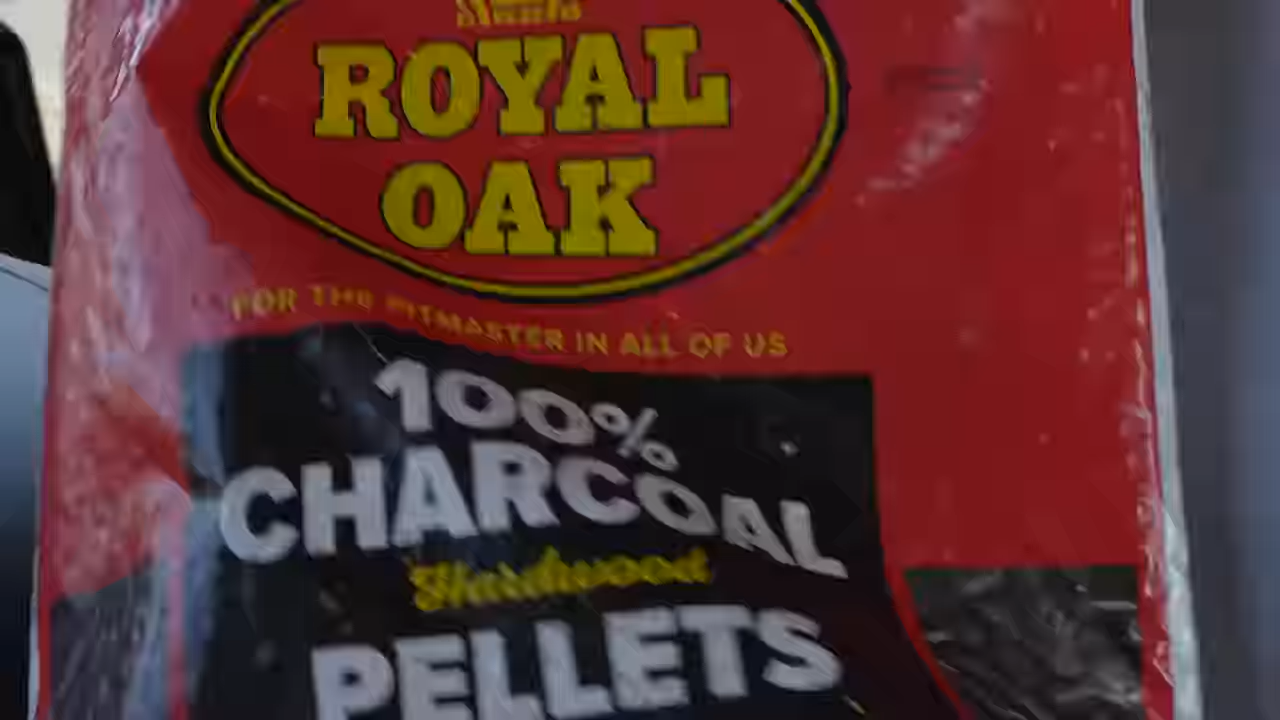 ROYAL
OAK
FOR THE PITMASTER IN ALL OF US
100%
CHARCOAL
Hardwood
PELLETS